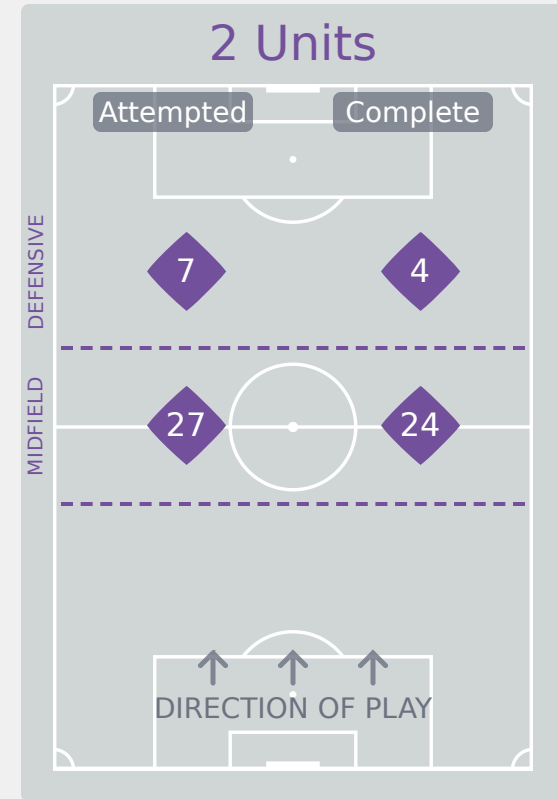 2 Units
Attempted Complete
DEFENSIVE
7 4
MIDFIELD
27 24
DIRECTION OF PLAY